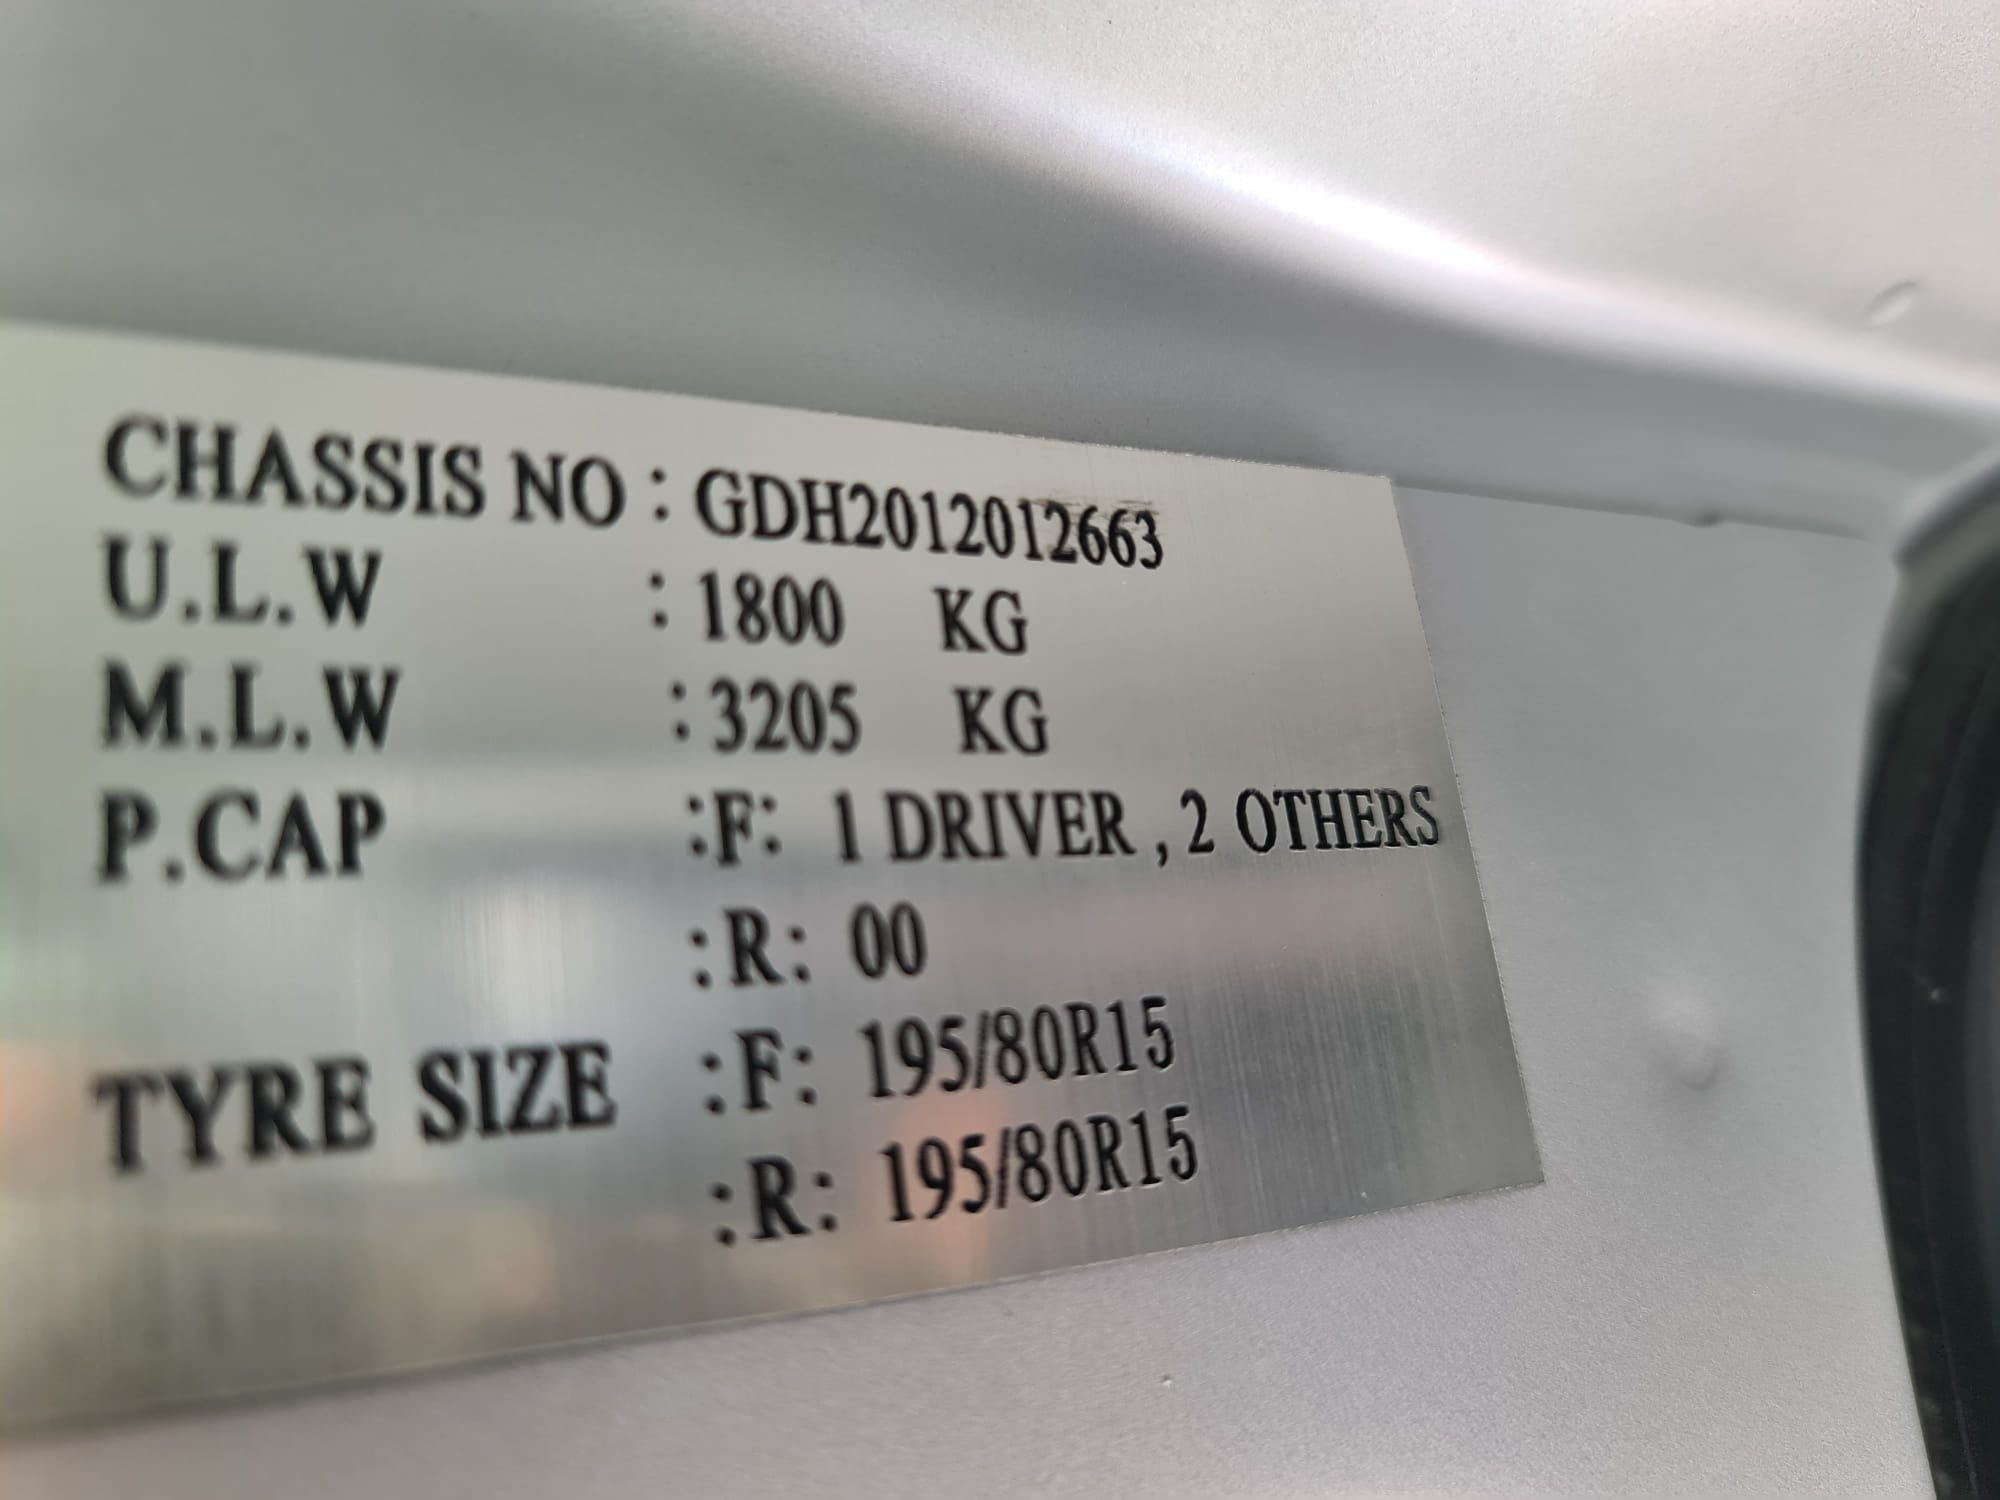 CHASSIS NO : GDH2012012663
U.L.W : 1800 KG
M.L.W : 3205 KG
P.CAP :F: 1 DRIVER , 2 OTHERS
:R: 00
TYRE SIZE :F: 195/80R15
:R: 195/80R15